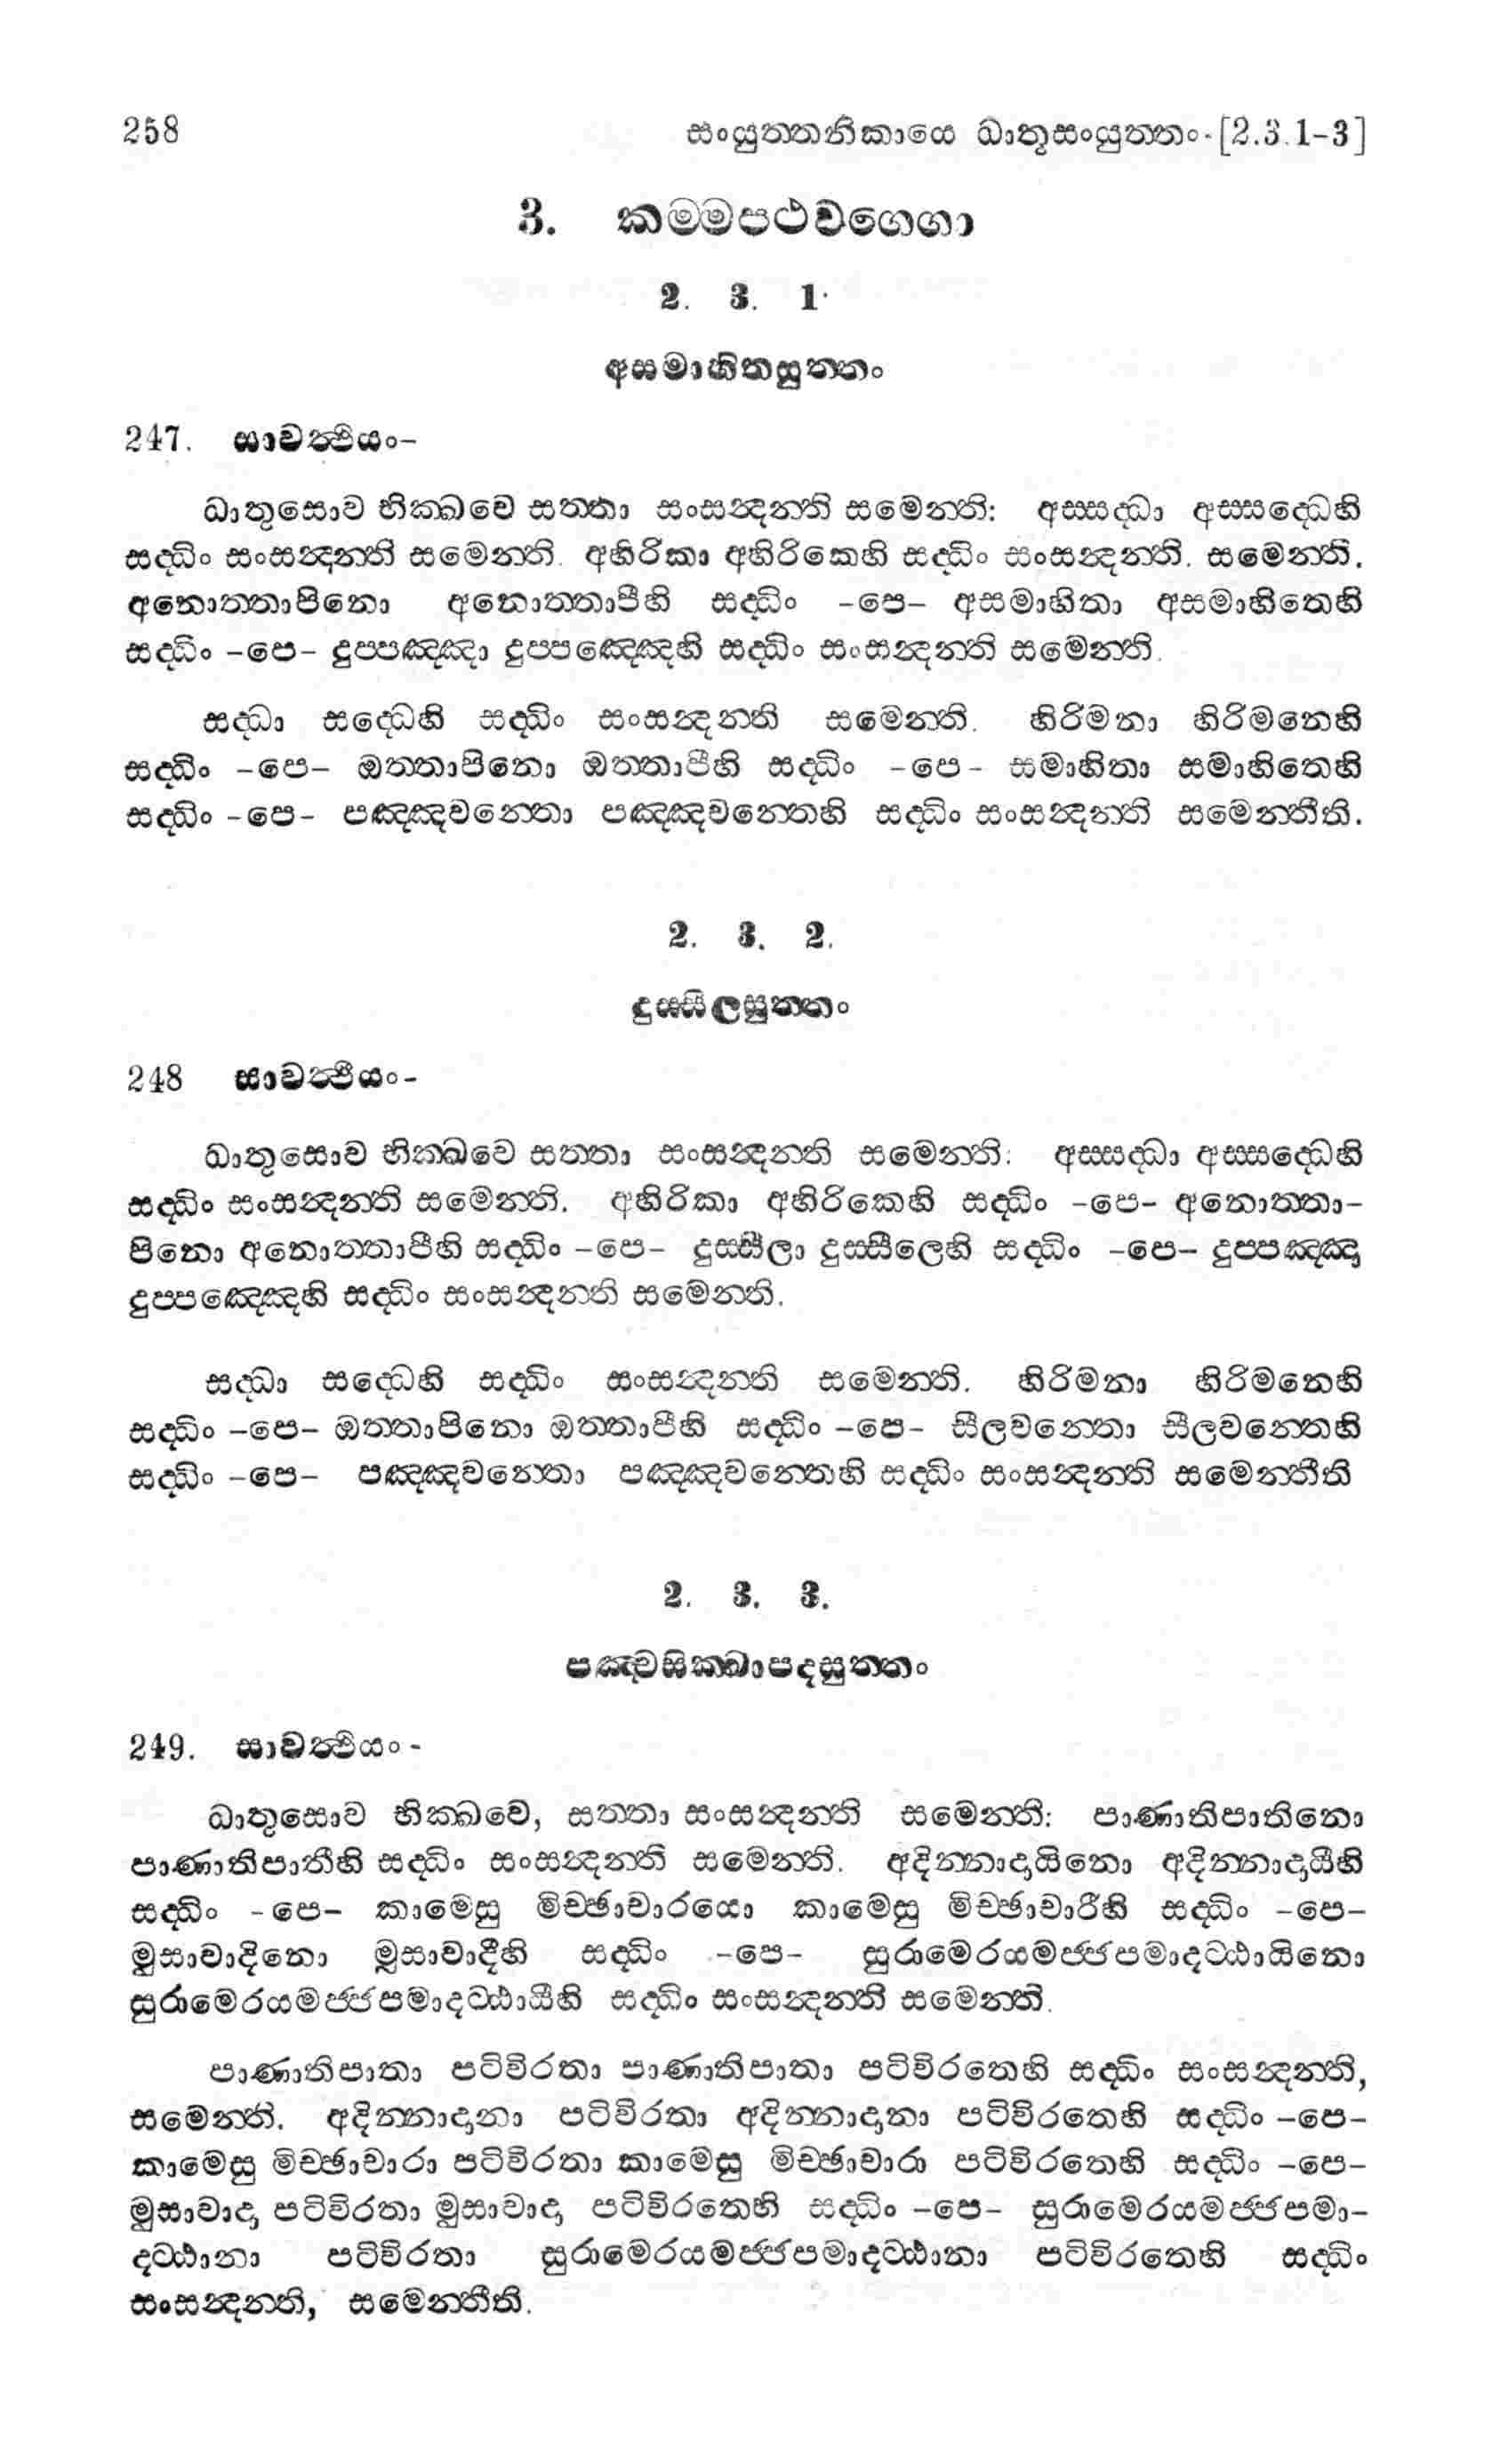 258 සංයුත්තනිකායෙ ධාතුසංයුත්තං-[2.3.1-3]
3. කම්මපථවග්ගො
2. 3. 1.
අසමාහිතසුත්තං
247. සාවත්ථියං-
ධාතුසොව භික්ඛවෙ සත්තා සංසන්දන්ති සමෙන්ති: අස්සද්ධා අස්සද්ධෙහි
සද්ධිං සංසන්දන්ති සමෙන්ති. අහිරිකා අහිරිකෙහි සද්ධිං සංසන්දන්ති. සමෙන්ති.
අනොත්තාපිනො අනොත්තාපීහි සද්ධිං -පෙ- අසමාහිතා අසමාහිතෙහි
සද්ධිං -පෙ- දුප්පඤ්ඤා දුප්පඤ්ඤෙහි සද්ධිං සංසන්දන්ති සමෙන්ති.
සද්ධා සද්ධෙහි සද්ධිං සංසන්දන්ති සමෙන්ති. හිරිමනා හිරිමනෙහි
සද්ධිං -පෙ- ඔත්තාපිනො ඔත්තාපීහි සද්ධිං -පෙ- සමාහිතා සමාහිතෙහි
සද්ධිං -පෙ- පඤ්ඤවන්තො පඤ්ඤවන්තෙහි සද්ධිං සංසන්දන්ති සමෙන්තීති.
2. 3. 2.
දුස්සීලසුත්තං
248 සාවත්ථියං-
ධාතුසොව භික්ඛවෙ සත්තා සංසන්දන්ති සමෙන්ති: අස්සද්ධා අස්සද්ධෙහි
සද්ධිං සංසන්දන්ති සමෙන්ති. අහිරිකා අහිරිකෙහි සද්ධිං -පෙ- අනොත්තා-
පිනො අනොත්තාපීහි සද්ධිං -පෙ- දුස්සීලා දුස්සීලෙහි සද්ධිං -පෙ- දුප්පඤ්ඤා
දුප්පඤ්ඤෙහි සද්ධිං සංසන්දන්ති සමෙන්ති.
සද්ධා සද්ධෙහි සද්ධිං සංසන්දන්ති සමෙන්ති. හිරිමනා හිරිමනෙහි
සද්ධිං -පෙ- ඔත්තාපිනො ඔත්තාපීහි සද්ධිං -පෙ- සීලවන්තො සීලවන්තෙහි
සද්ධිං -පෙ- පඤ්ඤවන්තො පඤ්ඤවන්තෙහි සද්ධිං සංසන්දන්ති සමෙන්තීති
2. 3. 3.
පඤ්චසික්ඛාපදසුත්තං
249. සාවත්ථියං-
ධාතුසොව භික්ඛවෙ, සත්තා සංසන්දන්ති සමෙන්ති: පාණාතිපාතිනො
පාණාතිපාතීහි සද්ධිං සංසන්දන්ති සමෙන්ති. අදින්නාදායිනො අදින්නාදායීහි
සද්ධිං -පෙ- කාමෙසු මිච්ඡාචාරයො කාමෙසු මිච්ඡාචාරීහි සද්ධිං -පෙ-
මුසාවාදිනො මුසාවාදීහි සද්ධිං -පෙ- සුරාමෙරයමජ්ජපමාදට්ඨායිනො
සුරාමෙරයමජ්ජපමාදට්ඨායීහි සද්ධිං සංසන්දන්ති සමෙන්ති.
පාණාතිපාතා පටිවිරතා පාණාතිපාතා පටිවිරතෙහි සද්ධිං සංසන්දන්ති,
සමෙන්ති. අදින්නාදානා පටිවිරතා අදින්නාදානා පටිවිරතෙහි සද්ධිං -පෙ-
කාමෙසු මිච්ඡාචාරා පටිවිරතා කාමෙසු මිච්ඡාචාරා පටිවිරතෙහි සද්ධිං -පෙ-
මුසාවාදා පටිවිරතා මුසාවාදා පටිවිරතෙහි සද්ධිං -පෙ- සුරාමෙරයමජ්ජපමා-
දට්ඨානා පටිවිරතා සුරාමෙරයමජ්ජපමාදට්ඨානා පටිවිරතෙහි සද්ධිං
සංසන්දන්ති, සමෙන්තීති.